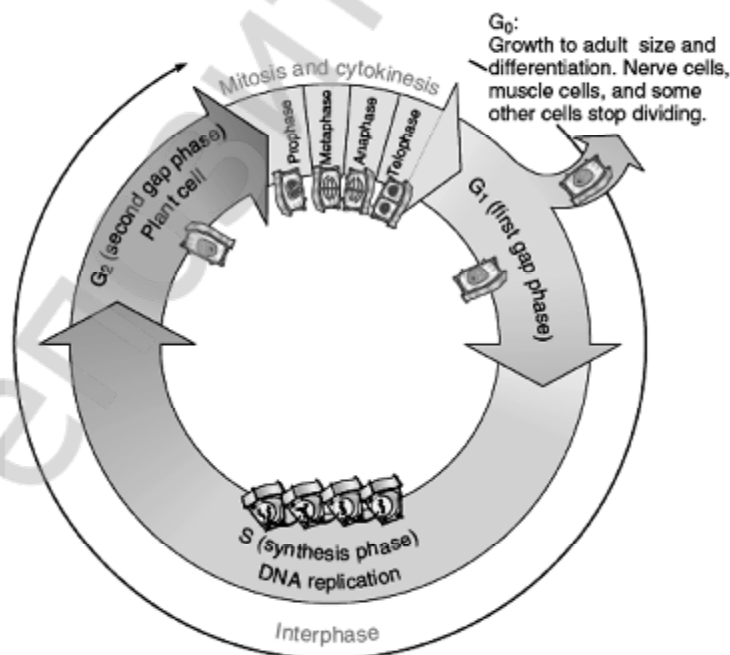 G₀:
Growth to adult size and
differentiation. Nerve cells,
muscle cells, and some
other cells stop dividing.
Mitosis and cytokinesis
Prophase
Metaphase
Anaphase
Telophase
G₁ (first gap phase)
G₂ (second gap phase)
Plant cell
S (synthesis phase)
DNA replication
Interphase